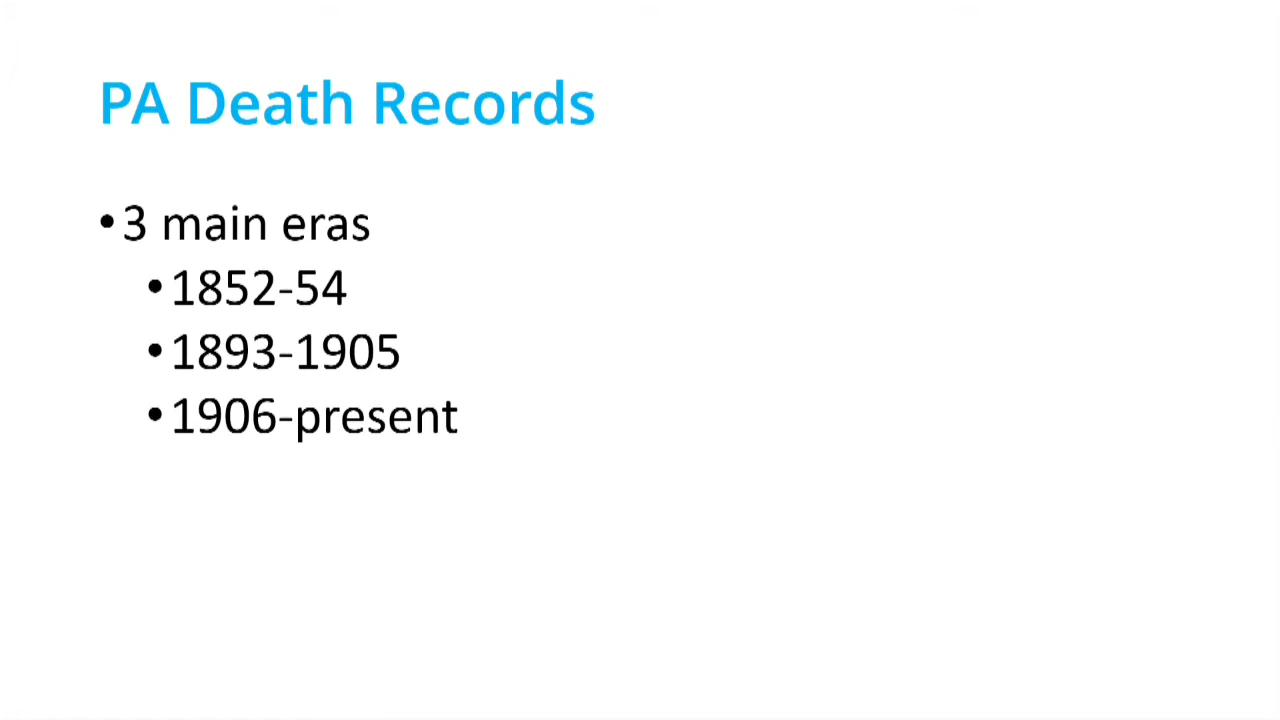 PA Death Records
•3 main eras
•1852-54
•1893-1905
•1906-present